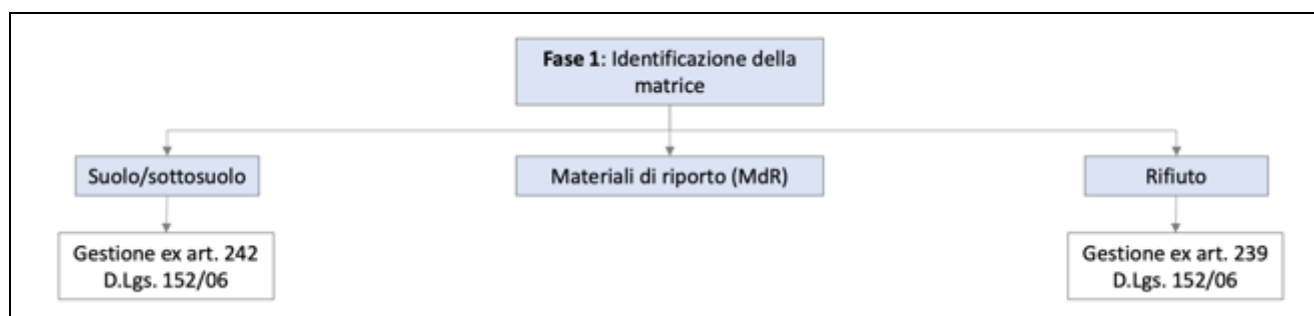 Fase 1: Identificazione della
matrice
Suolo/sottosuolo
Materiali di riporto (MdR)
Rifiuto
Gestione ex art. 242
D.Lgs. 152/06
Gestione ex art. 239
D.Lgs. 152/06